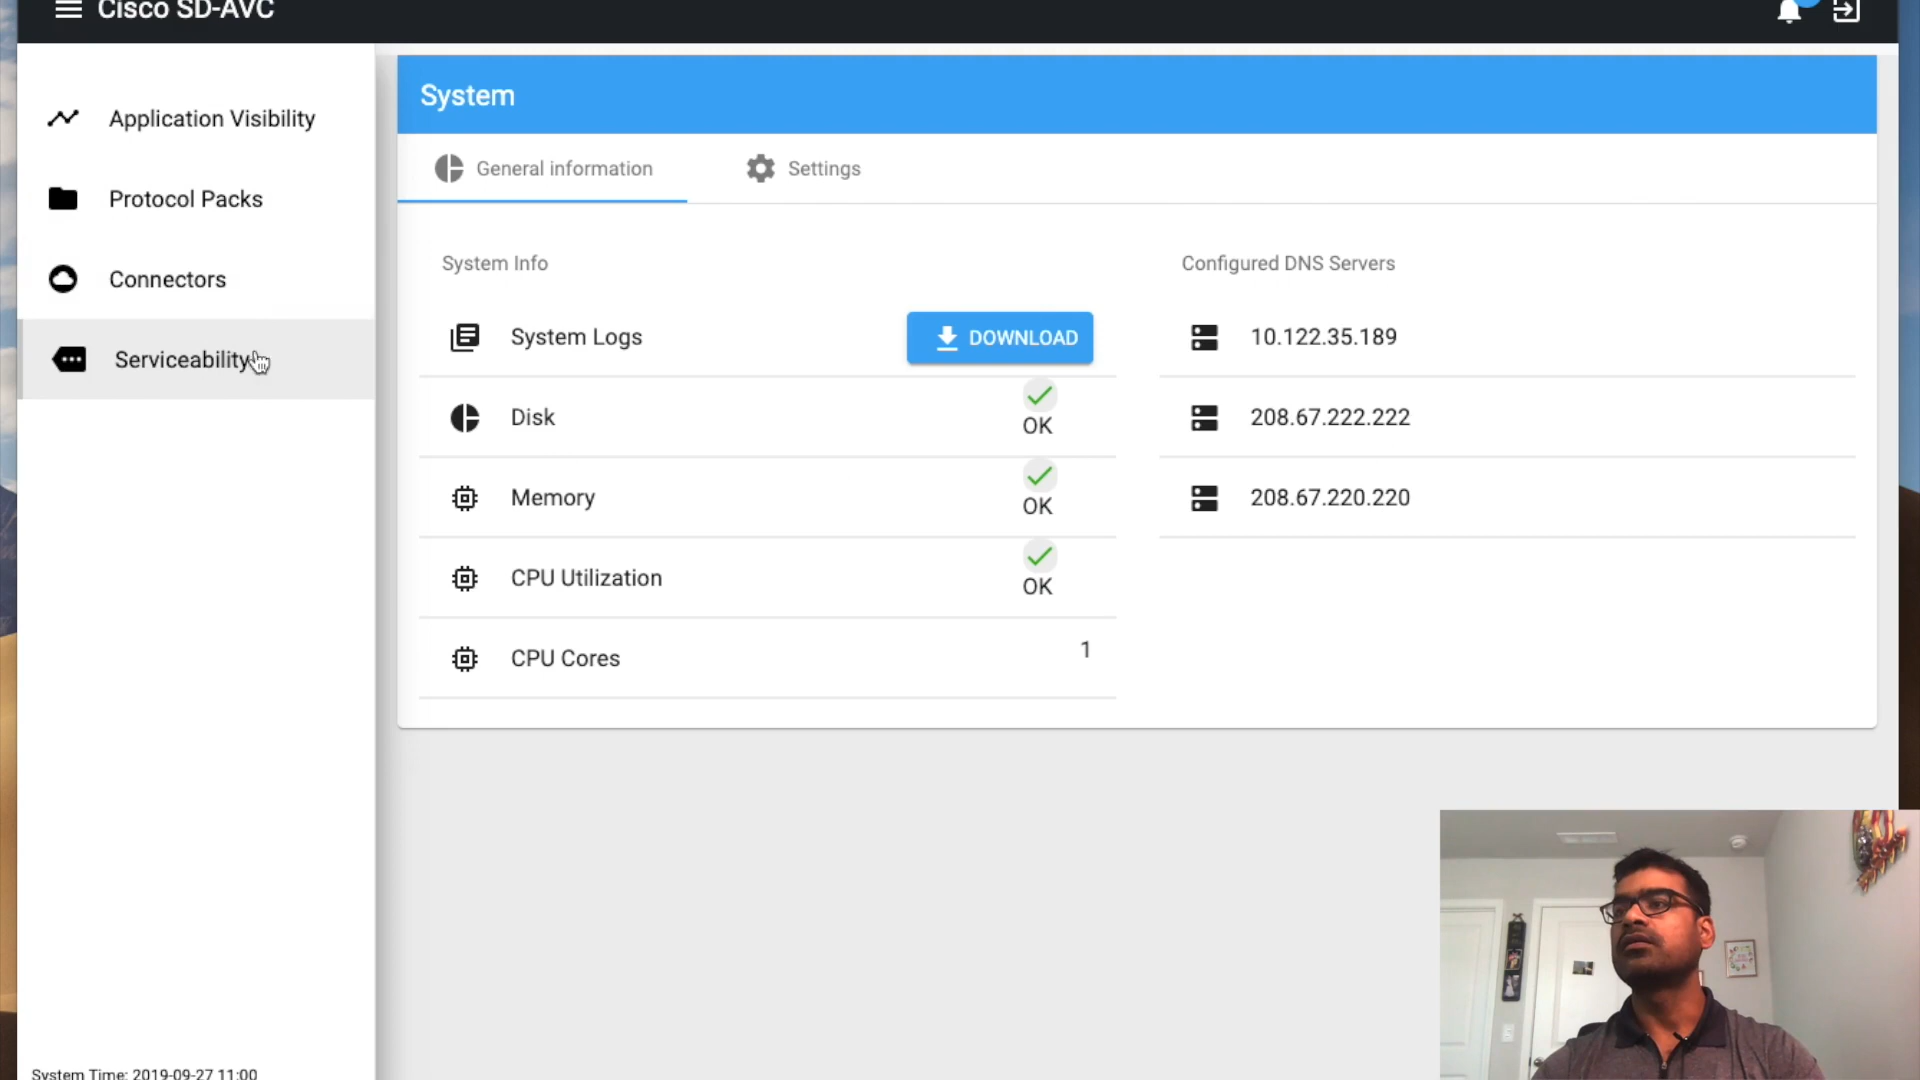 Cisco SD-AVC
Application Visibility
Protocol Packs
Connectors
Serviceability
System Time: 2019-09-27 11:00
System
General information
Settings
System Info
System Logs
DOWNLOAD
Disk
OK
Memory
OK
CPU Utilization
OK
CPU Cores
1
Configured DNS Servers
10.122.35.189
208.67.222.222
208.67.220.220